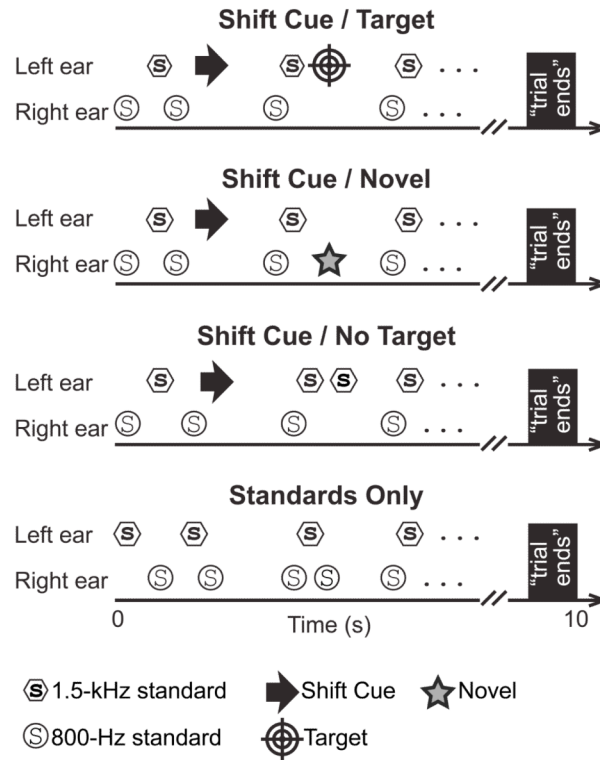 Shift Cue / Target
Left ear S S S . . .
Right ear S S S S . . .
"trial ends"
Shift Cue / Novel
Left ear S S S . . .
Right ear S S S S . . .
"trial ends"
Shift Cue / No Target
Left ear S S S S . . .
Right ear S S S S . . .
"trial ends"
Standards Only
Left ear S S S S . . .
Right ear S S S S S . . .
"trial ends"
0 Time (s) 10
S 1.5-kHz standard Shift Cue Novel
S 800-Hz standard Target